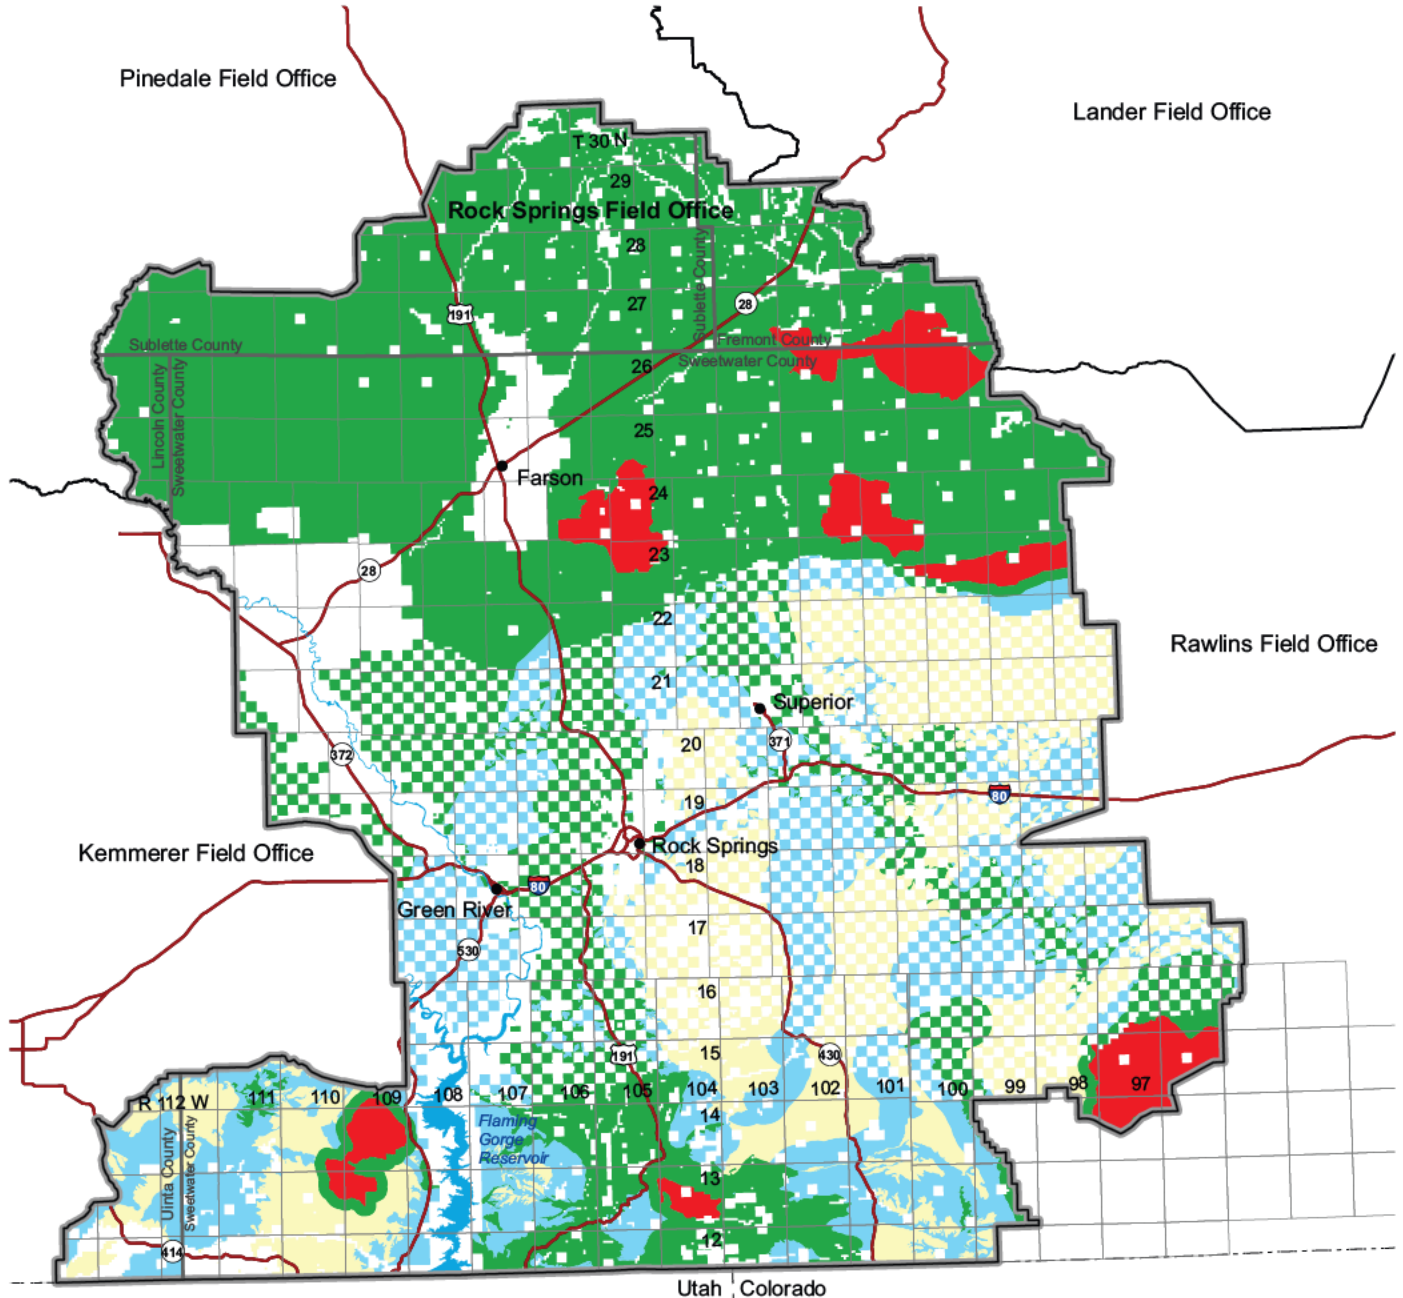 Pinedale Field Office
Lander Field Office
T 30 N
29
Rock Springs Field Office
28
Sublette County
27
28
191
Fremont County
Sublette County
Sweetwater County
26
Lincoln County
Sweetwater County
25
Farson
24
23
28
22
Rawlins Field Office
21
Superior
20
371
372
19
80
Rock Springs
Kemmerer Field Office
18
80
Green River
17
530
16
15
191
430
R 112 W
111
110
109
108
107
106
105
104
103
102
101
100
99
98
97
14
Flaming
Gorge
Reservoir
Uinta County
Sweetwater County
13
12
414
Utah
Colorado